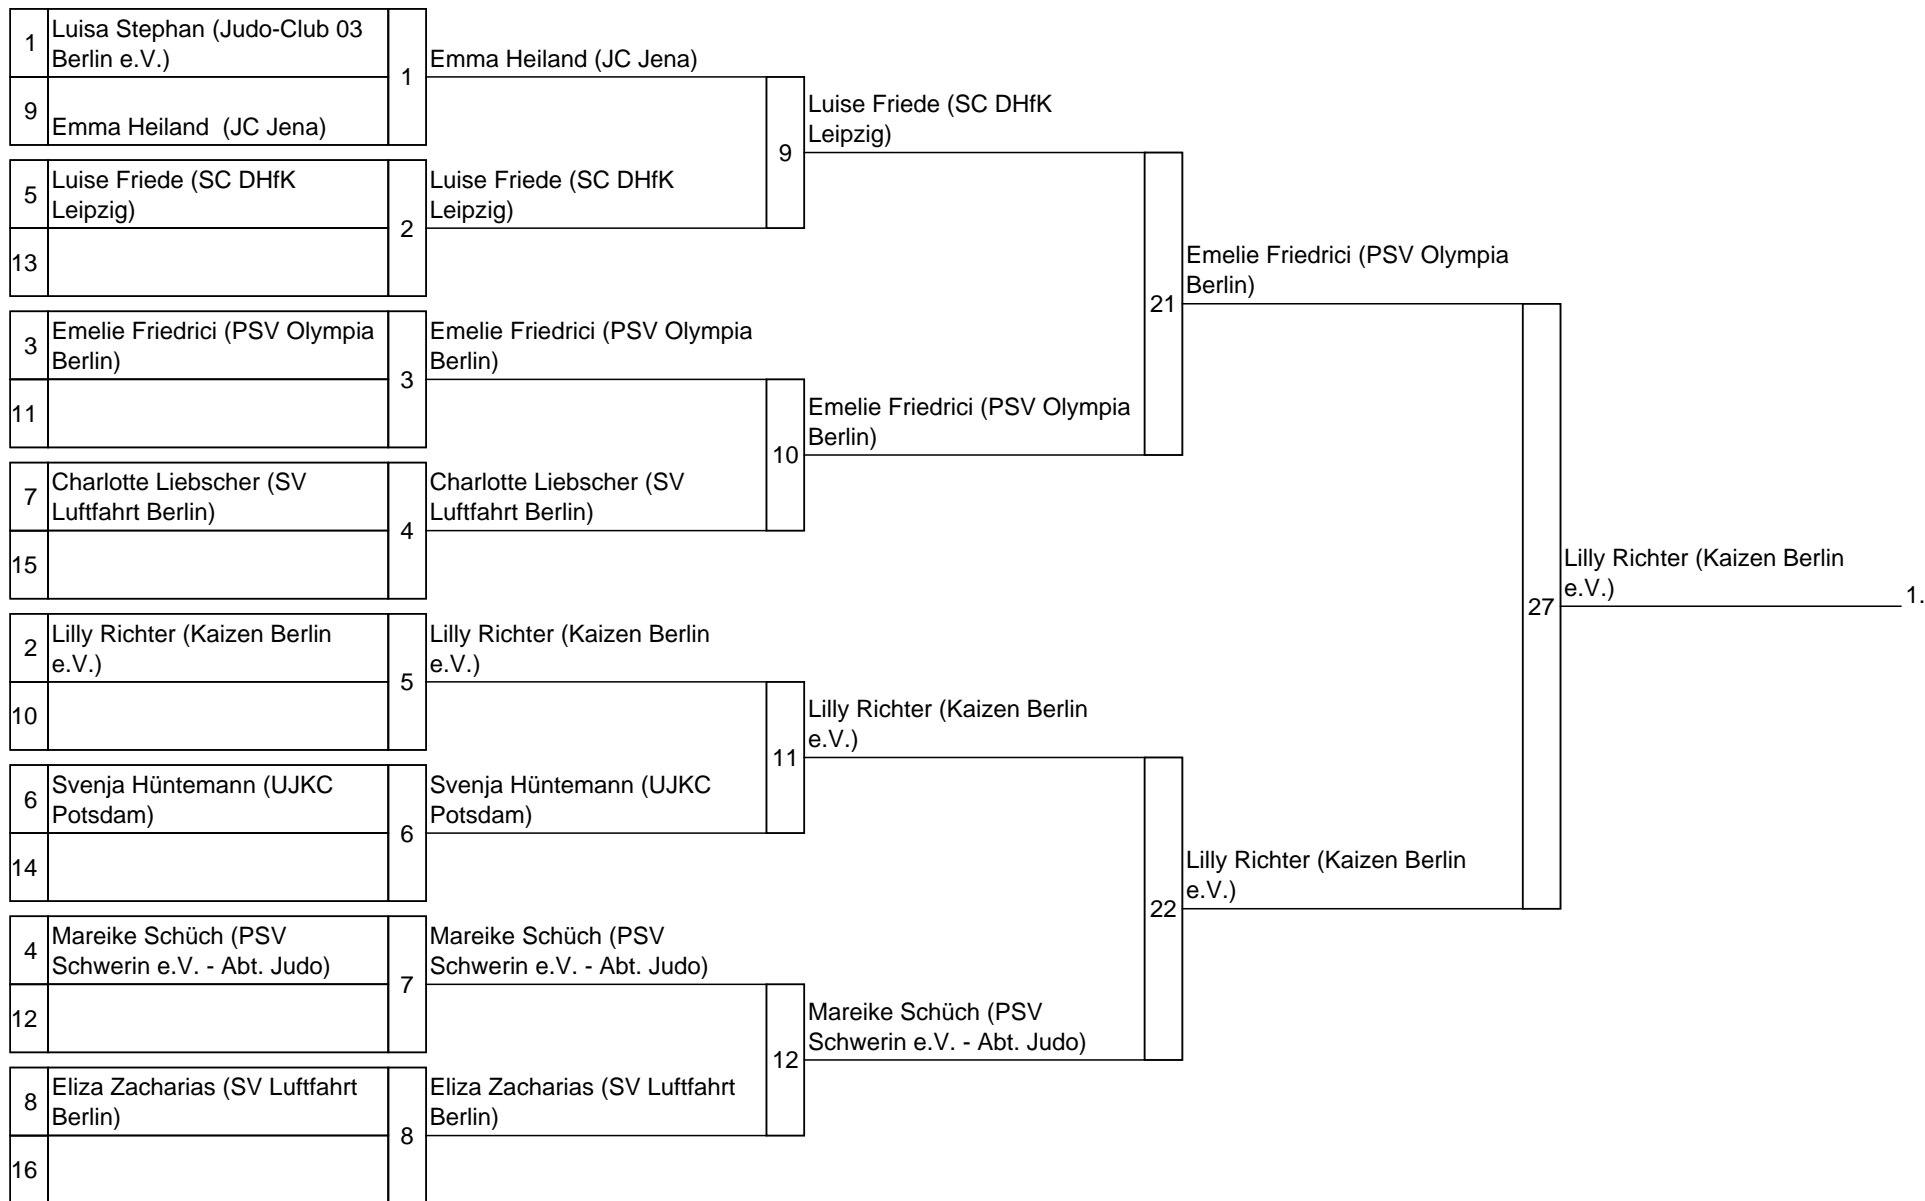 1
Luisa Stephan (Judo-Club 03
Berlin e.V.)
9
Emma Heiland  (JC Jena)
1
5
Luise Friede (SC DHfK
Leipzig)
13
2
3
Emelie Friedrici (PSV Olympia
Berlin)
11
3
7
Charlotte Liebscher (SV
Luftfahrt Berlin)
15
4
2
Lilly Richter (Kaizen Berlin
e.V.)
10
5
6
Svenja Hüntemann (UJKC
Potsdam)
14
6
4
Mareike Schüch (PSV
Schwerin e.V. - Abt. Judo)
12
7
8
Eliza Zacharias (SV Luftfahrt
Berlin)
16
8
Emma Heiland (JC Jena)
Luise Friede (SC DHfK
Leipzig)
9
Emelie Friedrici (PSV Olympia
Berlin)
Charlotte Liebscher (SV
Luftfahrt Berlin)
10
Lilly Richter (Kaizen Berlin
e.V.)
Svenja Hüntemann (UJKC
Potsdam)
11
Mareike Schüch (PSV
Schwerin e.V. - Abt. Judo)
Eliza Zacharias (SV Luftfahrt
Berlin)
12
Luise Friede (SC DHfK
Leipzig)
Emelie Friedrici (PSV Olympia
Berlin)
21
Lilly Richter (Kaizen Berlin
e.V.)
Mareike Schüch (PSV
Schwerin e.V. - Abt. Judo)
22
Emelie Friedrici (PSV Olympia
Berlin)
Lilly Richter (Kaizen Berlin
e.V.)
27
Lilly Richter (Kaizen Berlin
e.V.)
1.